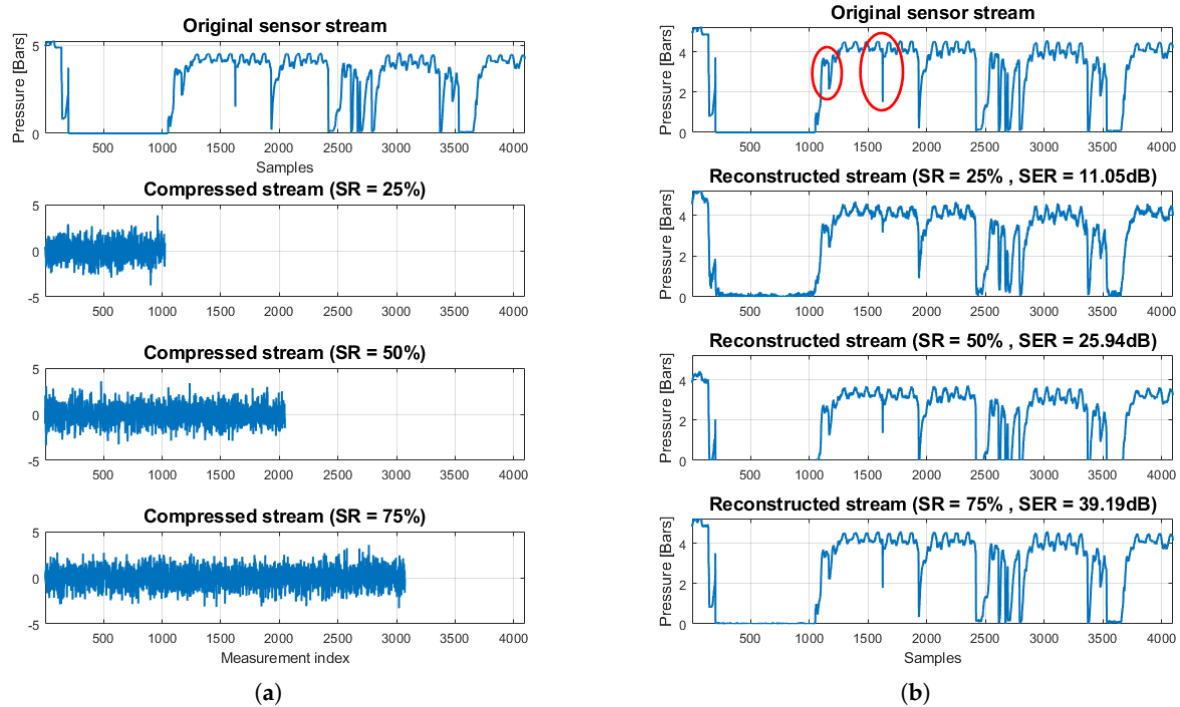 Original sensor stream
Pressure [Bars]
5
0
500 1000 1500 2000 2500 3000 3500 4000
Samples
Compressed stream (SR = 25%)
5
0
-5
500 1000 1500 2000 2500 3000 3500 4000
Compressed stream (SR = 50%)
5
0
-5
500 1000 1500 2000 2500 3000 3500 4000
Compressed stream (SR = 75%)
5
0
-5
500 1000 1500 2000 2500 3000 3500 4000
Measurement index
(a)
Original sensor stream
Pressure [Bars]
4
2
0
500 1000 1500 2000 2500 3000 3500 4000
Reconstructed stream (SR = 25% , SER = 11.05dB)
Pressure [Bars]
4
2
0
500 1000 1500 2000 2500 3000 3500 4000
Reconstructed stream (SR = 50% , SER = 25.94dB)
Pressure [Bars]
4
2
0
500 1000 1500 2000 2500 3000 3500 4000
Reconstructed stream (SR = 75% , SER = 39.19dB)
Pressure [Bars]
4
2
0
500 1000 1500 2000 2500 3000 3500 4000
Samples
(b)